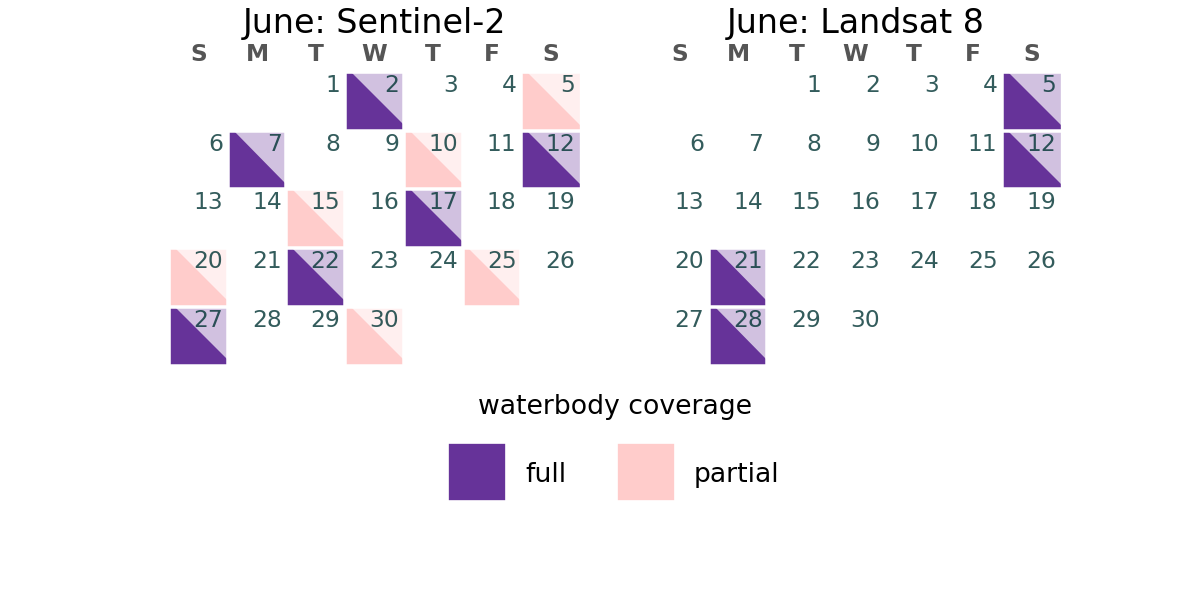 June: Sentinel-2
S M T W T F S
1 2 3 4 5
6 7 8 9 10 11 12
13 14 15 16 17 18 19
20 21 22 23 24 25 26
27 28 29 30
June: Landsat 8
S M T W T F S
1 2 3 4 5
6 7 8 9 10 11 12
13 14 15 16 17 18 19
20 21 22 23 24 25 26
27 28 29 30
waterbody coverage
full partial